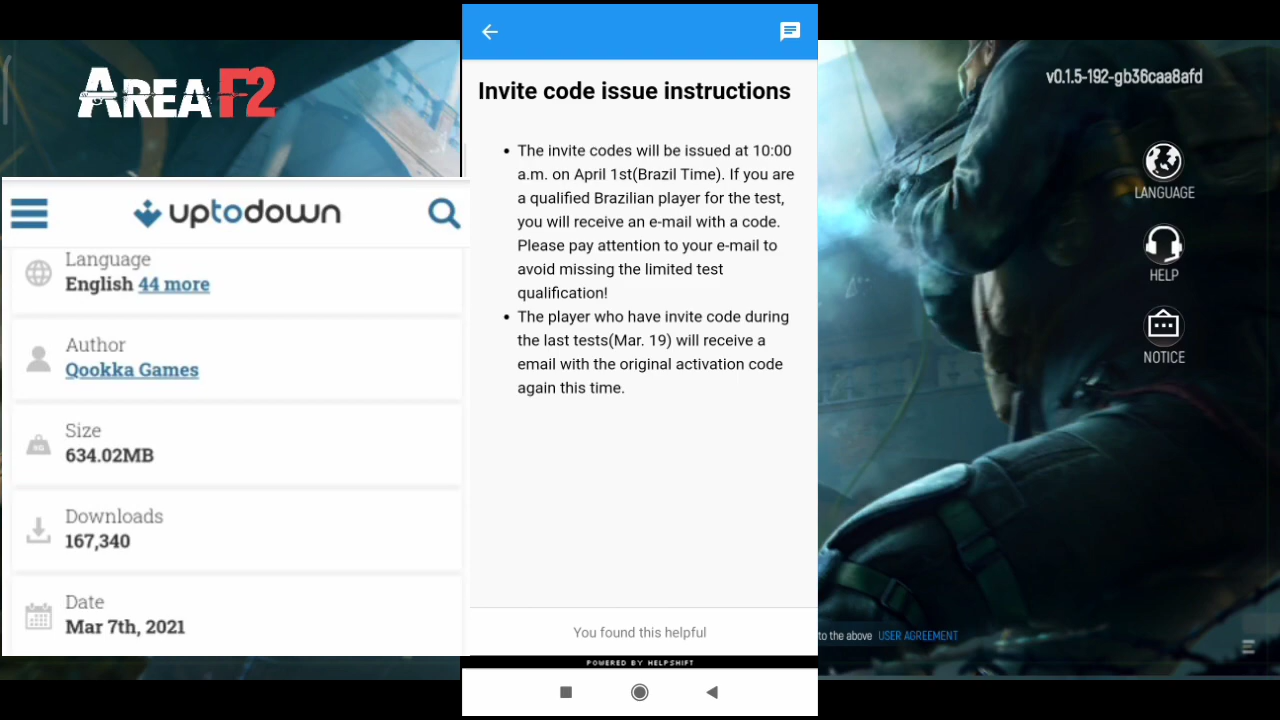 AREA F2
uptodown
Language
English 44 more
Author
Qookka Games
Size
634.02MB
Downloads
167,340
Date
Mar 7th, 2021
Invite code issue instructions
• The invite codes will be issued at 10:00
a.m. on April 1st(Brazil Time). If you are
a qualified Brazilian player for the test,
you will receive an e-mail with a code.
Please pay attention to your e-mail to
avoid missing the limited test
qualification!
• The player who have invite code during
the last tests(Mar. 19) will receive a
email with the original activation code
again this time.
You found this helpful
POWERED BY HELPSHIFT
v0.1.5-192-gb36caa8afd
LANGUAGE
HELP
NOTICE
to the above USER AGREEMENT